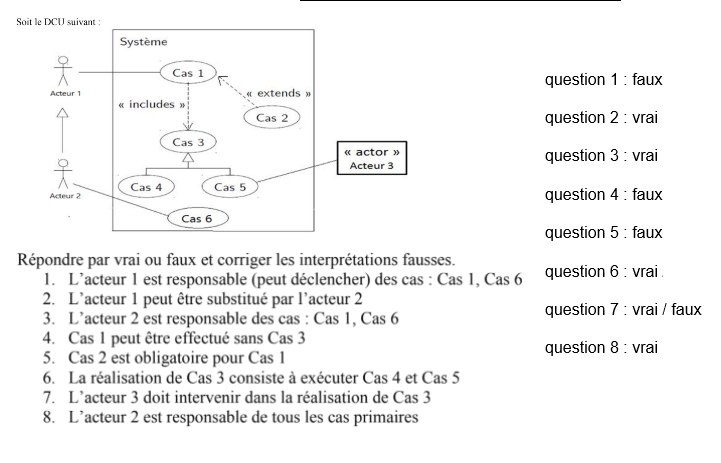 Soit le DCU suivant :
Système
Acteur 1
Cas 1
« extends »
« includes »
Cas 2
Cas 3
« actor »
Acteur 3
Acteur 2
Cas 4
Cas 5
Cas 6
Répondre par vrai ou faux et corriger les interprétations fausses.
1. L'acteur 1 est responsable (peut déclencher) des cas : Cas 1, Cas 6
2. L'acteur 1 peut être substitué par l'acteur 2
3. L'acteur 2 est responsable des cas : Cas 1, Cas 6
4. Cas 1 peut être effectué sans Cas 3
5. Cas 2 est obligatoire pour Cas 1
6. La réalisation de Cas 3 consiste à exécuter Cas 4 et Cas 5
7. L'acteur 3 doit intervenir dans la réalisation de Cas 3
8. L'acteur 2 est responsable de tous les cas primaires
question 1 : faux
question 2 : vrai
question 3 : vrai
question 4 : faux
question 5 : faux
question 6 : vrai
question 7 : vrai / faux
question 8 : vrai